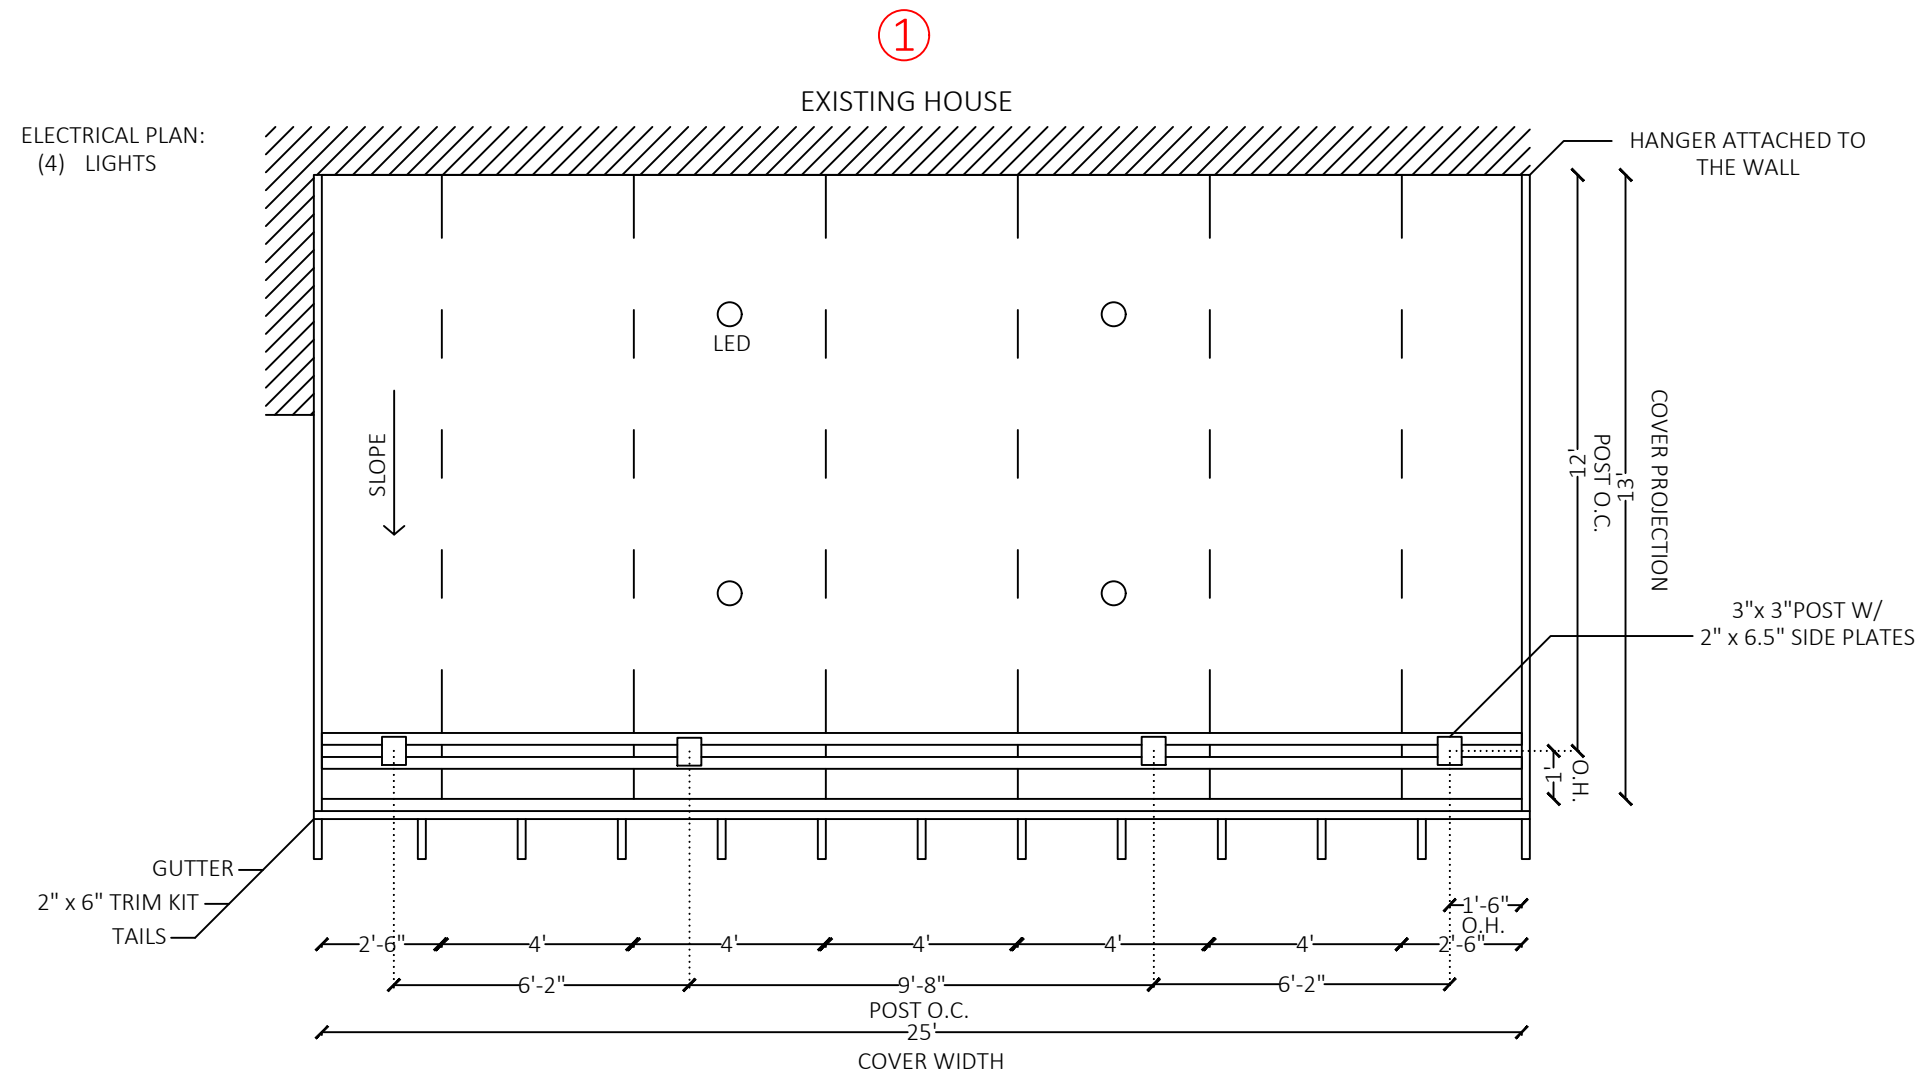 1
EXISTING HOUSE
ELECTRICAL PLAN:
(4) LIGHTS
HANGER ATTACHED TO
THE WALL
LED
SLOPE
12'
POST O.C.
13'
COVER PROJECTION
3"x 3"POST W/
2" x 6.5" SIDE PLATES
1'
O.H.
GUTTER
2" x 6" TRIM KIT
TAILS
1'-6"
O.H.
2'-6" 4' 4' 4' 4' 4' 2'-6"
6'-2" 9'-8" 6'-2"
POST O.C.
25'
COVER WIDTH